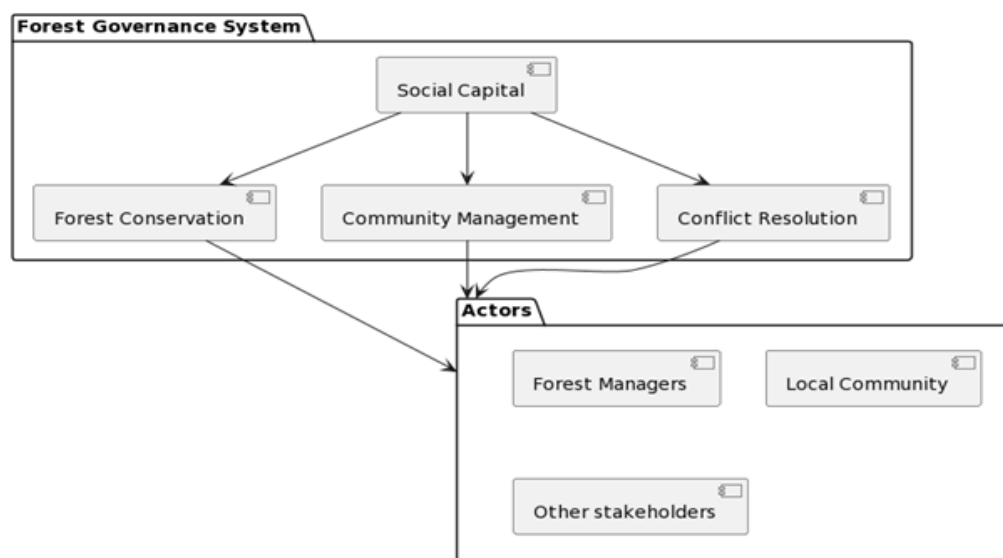 Forest Governance System
Social Capital
Forest Conservation
Community Management
Conflict Resolution
Actors
Forest Managers
Local Community
Other stakeholders